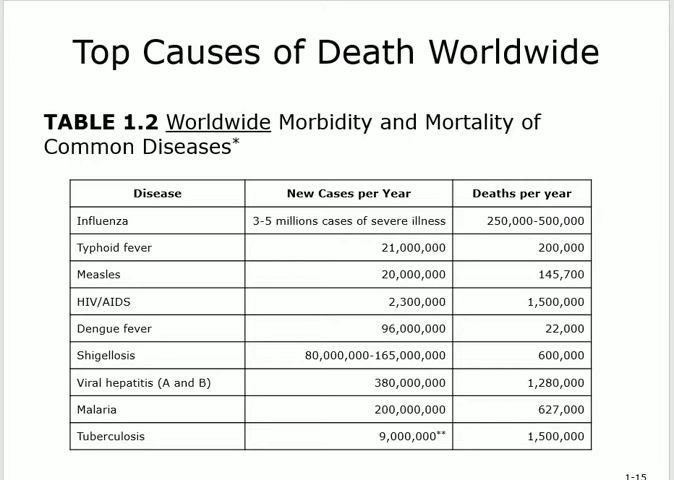 Top Causes of Death Worldwide
TABLE 1.2 Worldwide Morbidity and Mortality of
Common Diseases*
Disease New Cases per Year Deaths per year
Influenza 3-5 millions cases of severe illness 250,000-500,000
Typhoid fever 21,000,000 200,000
Measles 20,000,000 145,700
HIV/AIDS 2,300,000 1,500,000
Dengue fever 96,000,000 22,000
Shigellosis 80,000,000-165,000,000 600,000
Viral hepatitis (A and B) 380,000,000 1,280,000
Malaria 200,000,000 627,000
Tuberculosis 9,000,000** 1,500,000
1-15